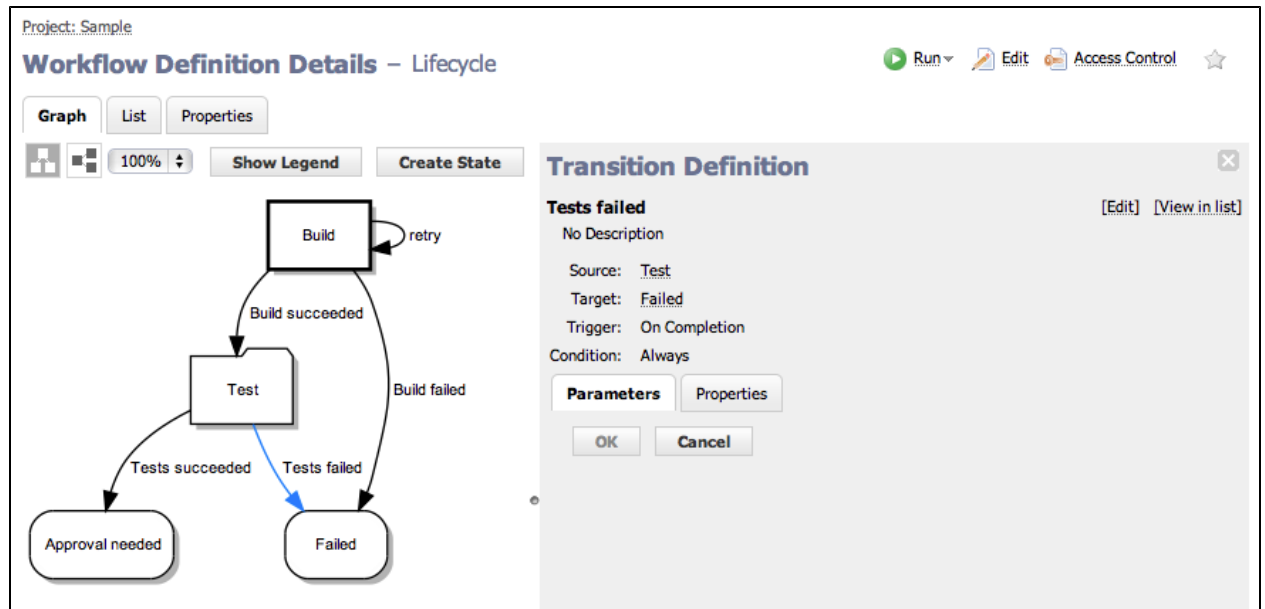 Project: Sample
Workflow Definition Details – Lifecycle
Run
Edit
Access Control
Graph
List
Properties
100%
Show Legend
Create State
Build
retry
Build succeeded
Test
Build failed
Tests succeeded
Tests failed
Approval needed
Failed
Transition Definition
Tests failed
[Edit] [View in list]
No Description
Source: Test
Target: Failed
Trigger: On Completion
Condition: Always
Parameters
Properties
OK
Cancel